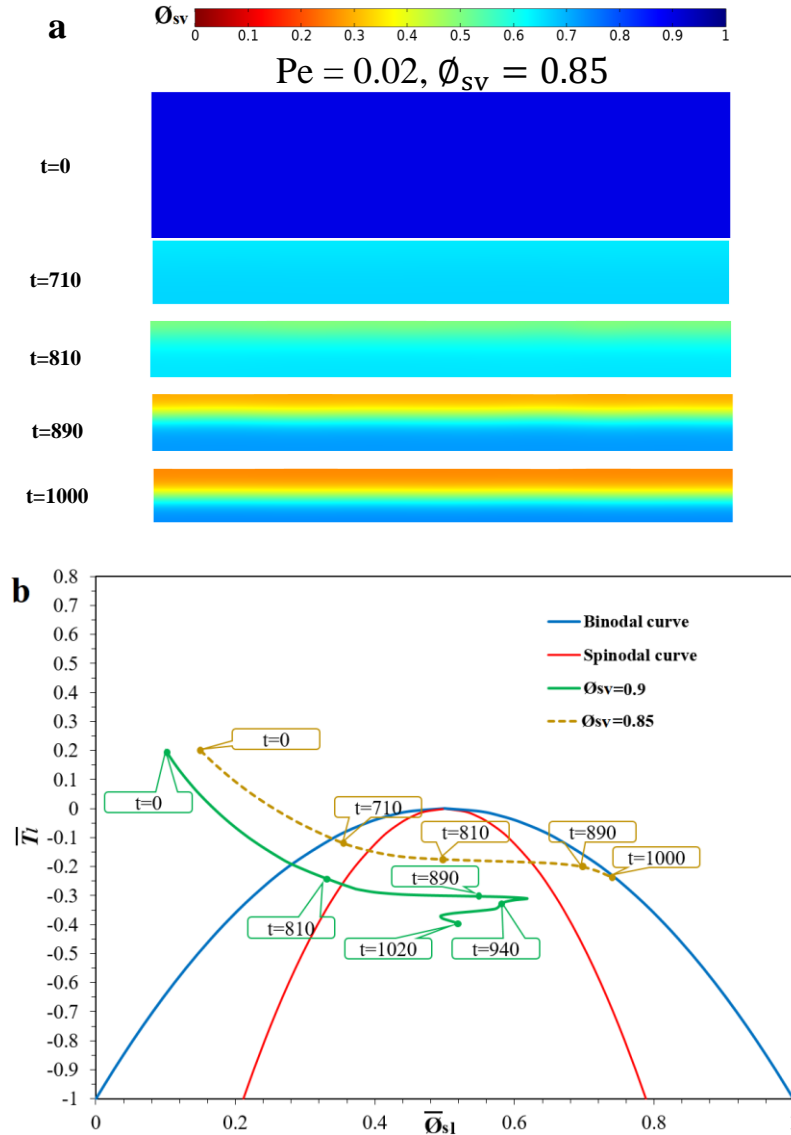 a
Øsv
0 0.1 0.2 0.3 0.4 0.5 0.6 0.7 0.8 0.9 1
Pe = 0.02, ∅sv = 0.85
t=0
t=710
t=810
t=890
t=1000
b
0.8
0.7
0.6
0.5
0.4
0.3
0.2
0.1
0
-0.1
-0.2
-0.3
-0.4
-0.5
-0.6
-0.7
-0.8
-0.9
-1
T̅l
Binodal curve
Spinodal curve
Øsv=0.9
Øsv=0.85
t=0
t=0
t=710
t=810
t=890
t=1000
t=890
t=810
t=1020
t=940
0 0.2 0.4 0.6 0.8
Ø̅s1